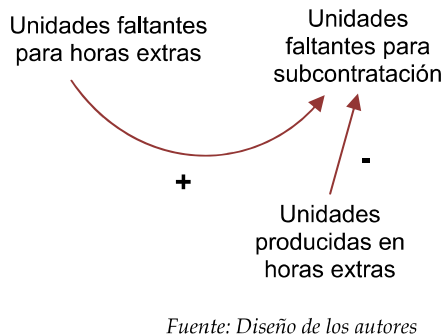 Unidades faltantes
para horas extras
Unidades
faltantes para
subcontratación
+
-
Unidades
producidas en
horas extras
Fuente: Diseño de los autores